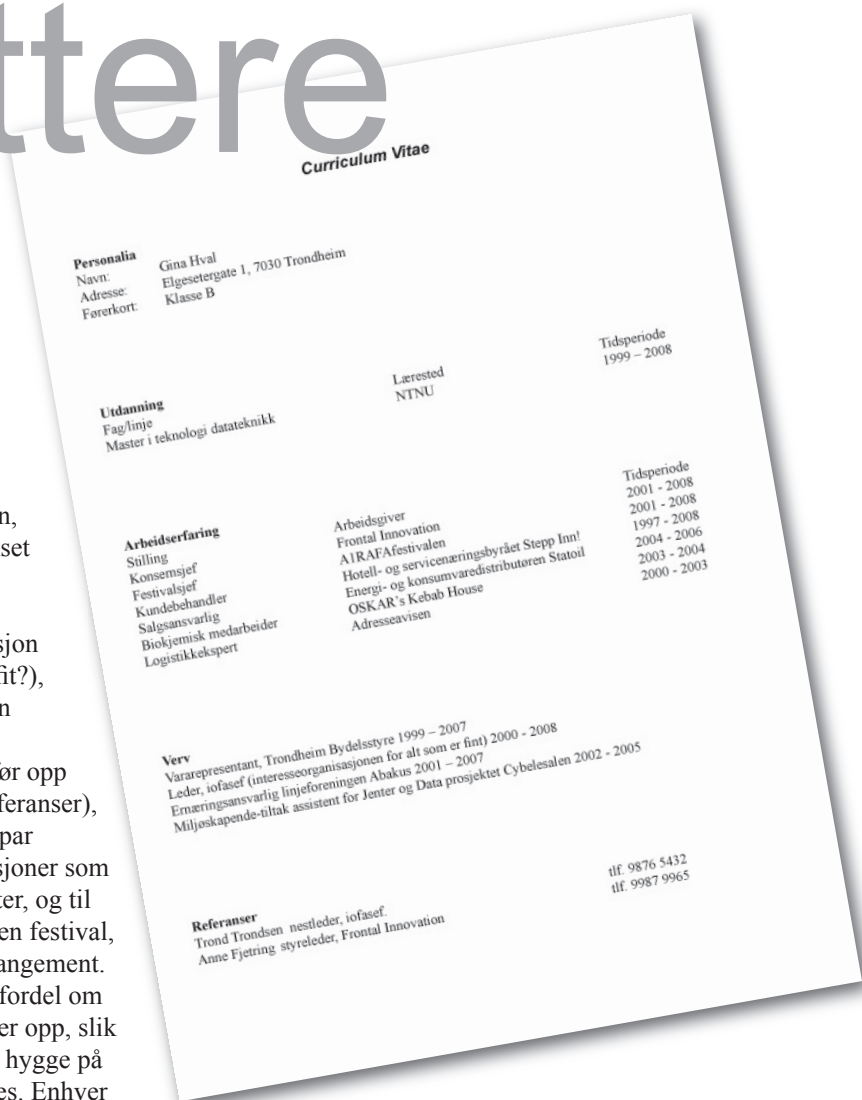 ttere
Curriculum Vitae
Personalia
Navn: Gina Hval
Adresse: Elgesetergate 1, 7030 Trondheim
Førerkort: Klasse B
Utdanning
Fag/linje Lærested Tidsperiode
Master i teknologi datateknikk NTNU 1999 – 2008
Arbeidserfaring
Stilling Arbeidsgiver Tidsperiode
Konsernsjef Frontal Innovation 2001 - 2008
Festivalsjef A1RAFAfestivalen 2001 - 2008
Kundebehandler Hotell- og servicenæringsbyrået Stepp Inn! 1997 - 2008
Salgsansvarlig Energi- og konsumvaredistributøren Statoil 2004 - 2006
Biokjemisk medarbeider OSKAR's Kebab House 2003 - 2004
Logistikkekspert Adresseavisen 2000 - 2003
Verv
Vararepresentant, Trondheim Bydelsstyre 1999 – 2007
Leder, iofasef (interesseorganisasjonen for alt som er fint) 2000 - 2008
Ernæringsansvarlig linjeforeningen Abakus 2001 – 2007
Miljøskapende-tiltak assistent for Jenter og Data prosjektet Cybelesalen 2002 - 2005
Referanser
Trond Trondsen nestleder, iofasef. tlf. 9876 5432
Anne Fjetring styreleder, Frontal Innovation tlf. 9987 9965
n,
set
sjon
fit?),
n
ør opp
feranser),
par
sjoner som
ter, og til
en festival,
angement.
fordel om
er opp, slik
hygge på
es. Enhver